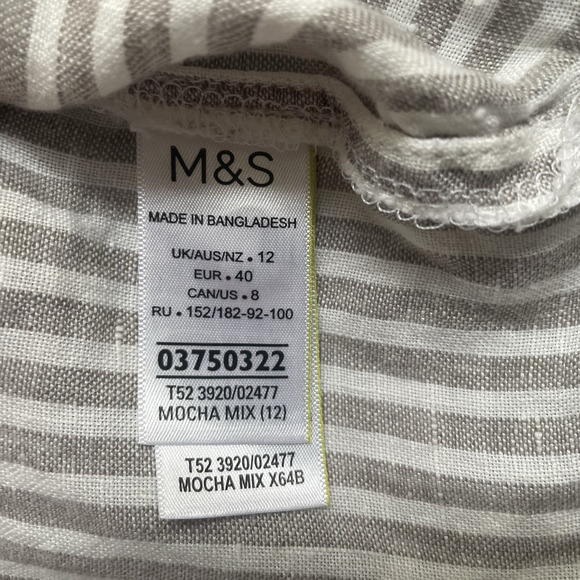 M&S
MADE IN BANGLADESH
UK/AUS/NZ • 12
EUR • 40
CAN/US • 8
RU • 152/182-92-100
03750322
T52 3920/02477
MOCHA MIX (12)
T52 3920/02477
MOCHA MIX X64B